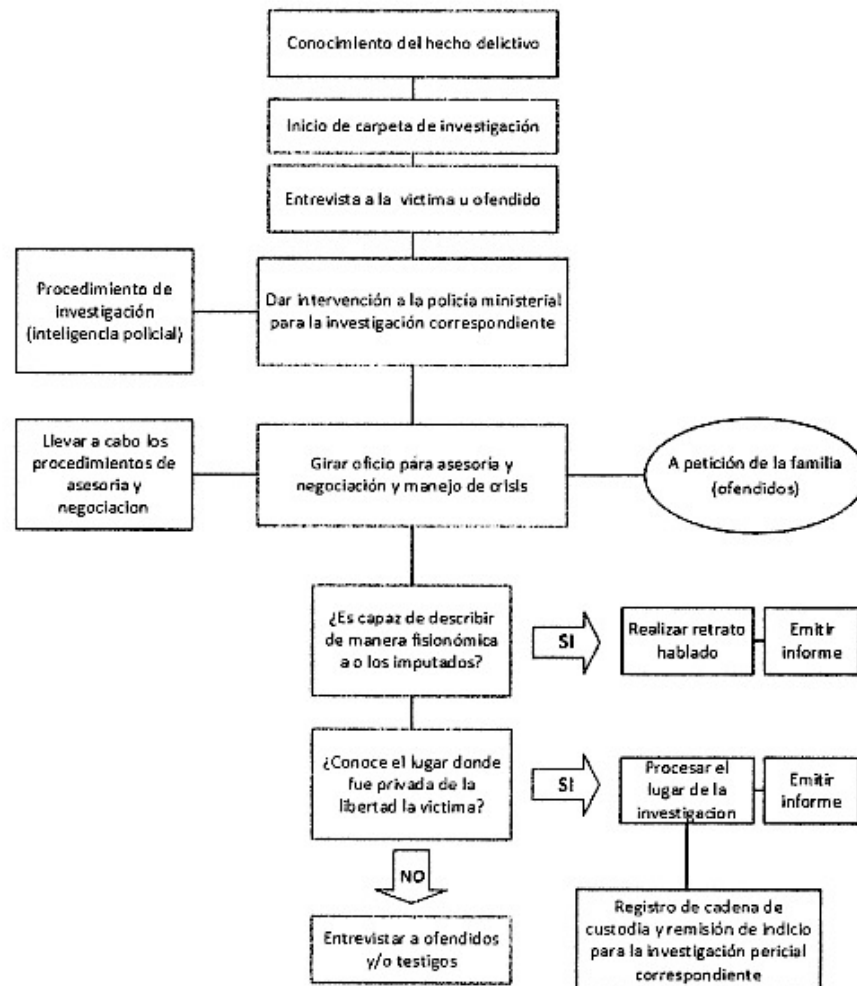 Conocimiento del hecho delictivo
Inicio de carpeta de investigación
Entrevista a la victima u ofendido
Procedimiento de
investigación
(inteligencia policial)
Dar intervención a la policía ministerial
para la investigación correspondiente
Llevar a cabo los
procedimientos de
asesoria y
negociacion
Girar oficio para asesoria y
negociación y manejo de crisis
A petición de la familia
(ofendidos)
¿Es capaz de describir
de manera fisionómica
a o los imputados?
SI
Realizar retrato
hablado
Emitir
informe
¿Conoce el lugar donde
fue privada de la
libertad la victima?
SI
Procesar el
lugar de la
investigacion
Emitir
informe
NO
Entrevistar a ofendidos
y/o testigos
Registro de cadena de
custodia y remisión de indicio
para la investigación pericial
correspondiente